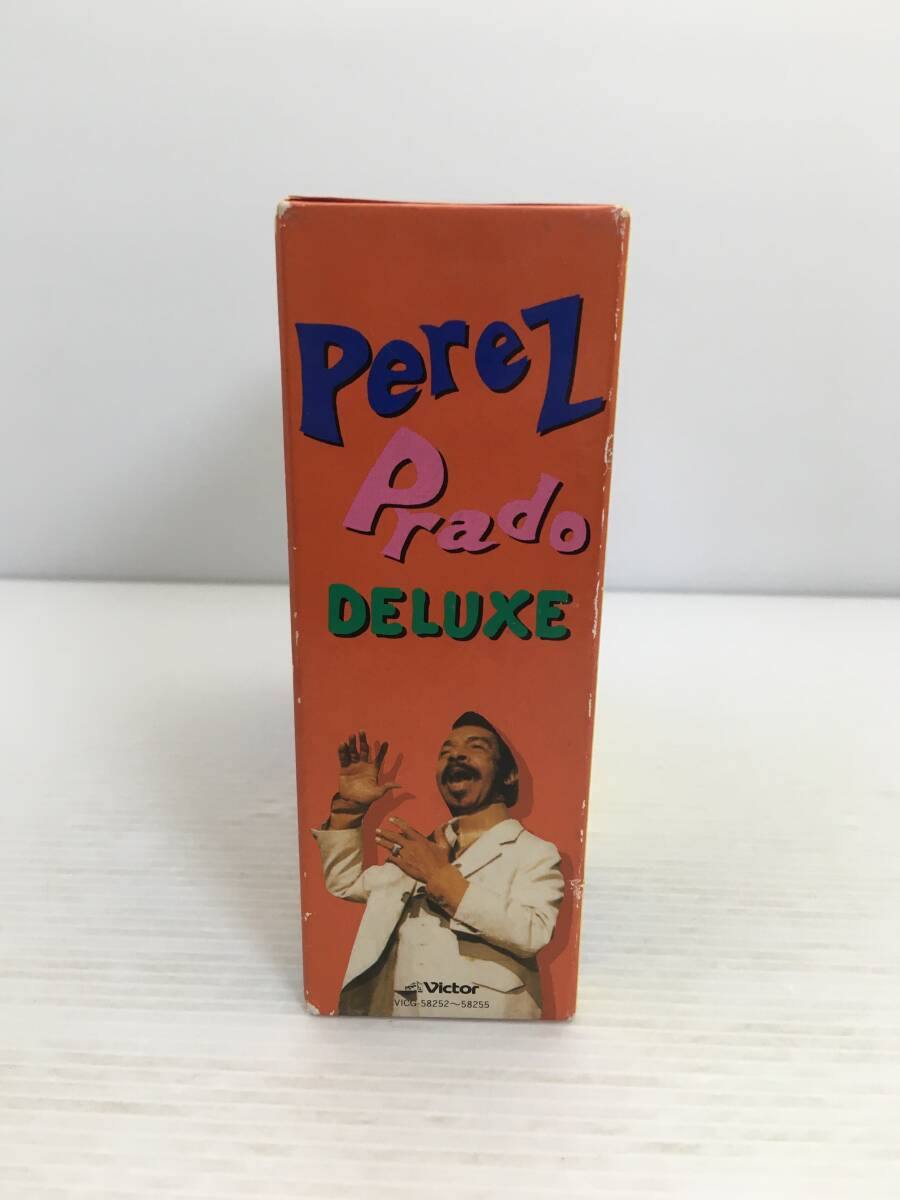 Perez
Prado
DELUXE
Victor
VICG-58252～58255